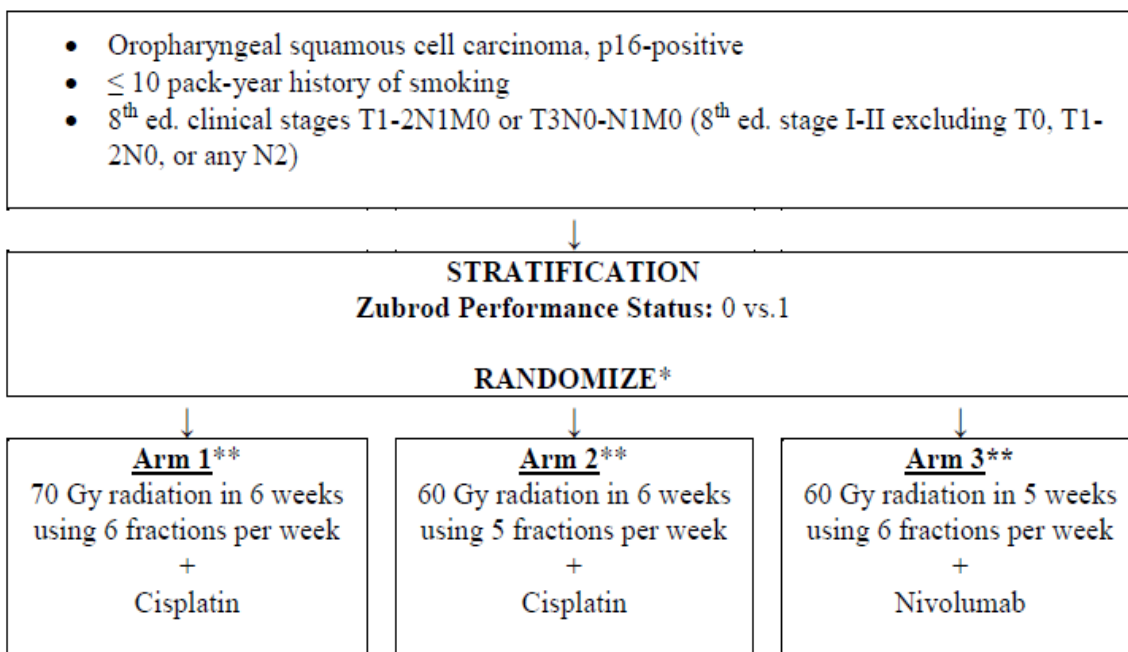 • Oropharyngeal squamous cell carcinoma, p16-positive
• ≤ 10 pack-year history of smoking
• 8th ed. clinical stages T1-2N1M0 or T3N0-N1M0 (8th ed. stage I-II excluding T0, T1-
2N0, or any N2)
↓
STRATIFICATION
Zubrod Performance Status: 0 vs.1
RANDOMIZE*
↓ ↓ ↓
Arm 1**
70 Gy radiation in 6 weeks
using 6 fractions per week
+
Cisplatin
Arm 2**
60 Gy radiation in 6 weeks
using 5 fractions per week
+
Cisplatin
Arm 3**
60 Gy radiation in 5 weeks
using 6 fractions per week
+
Nivolumab